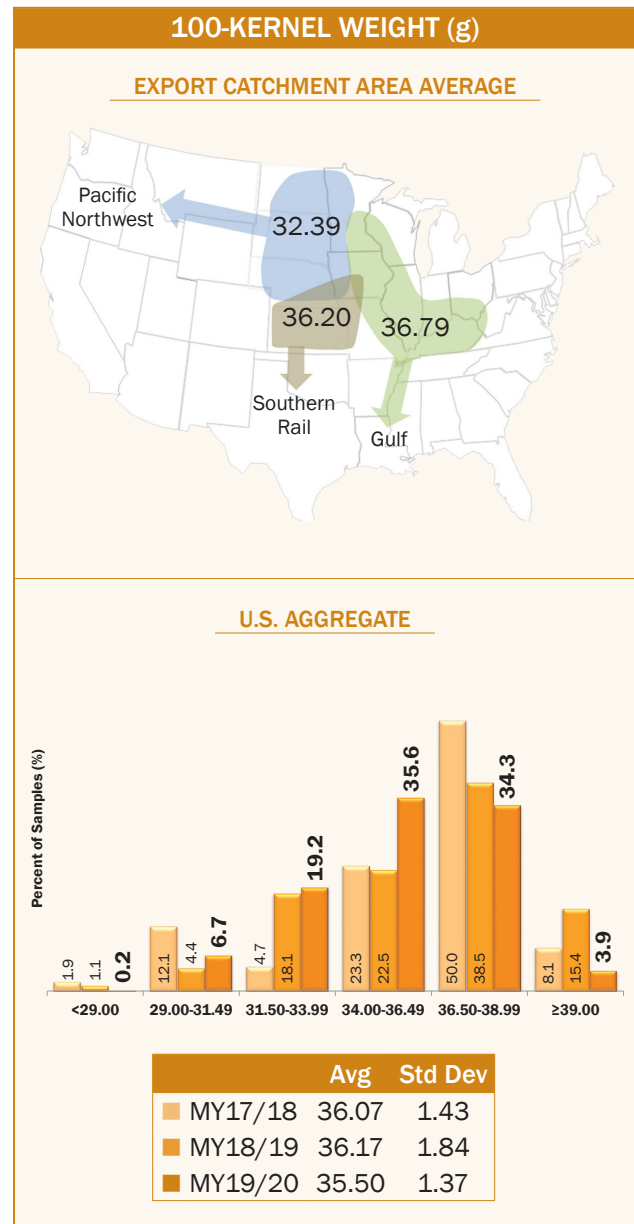 100-KERNEL WEIGHT (g)
EXPORT CATCHMENT AREA AVERAGE
Pacific
Northwest
32.39
36.20
36.79
Southern
Rail
Gulf
U.S. AGGREGATE
Percent of Samples (%)
1.9 1.1 0.2 12.1 4.4 6.7 4.7 18.1 19.2 23.3 22.5 35.6 50.0 38.5 34.3 8.1 15.4 3.9
<29.00 29.00-31.49 31.50-33.99 34.00-36.49 36.50-38.99 ≥39.00
Avg Std Dev
MY17/18 36.07 1.43
MY18/19 36.17 1.84
MY19/20 35.50 1.37